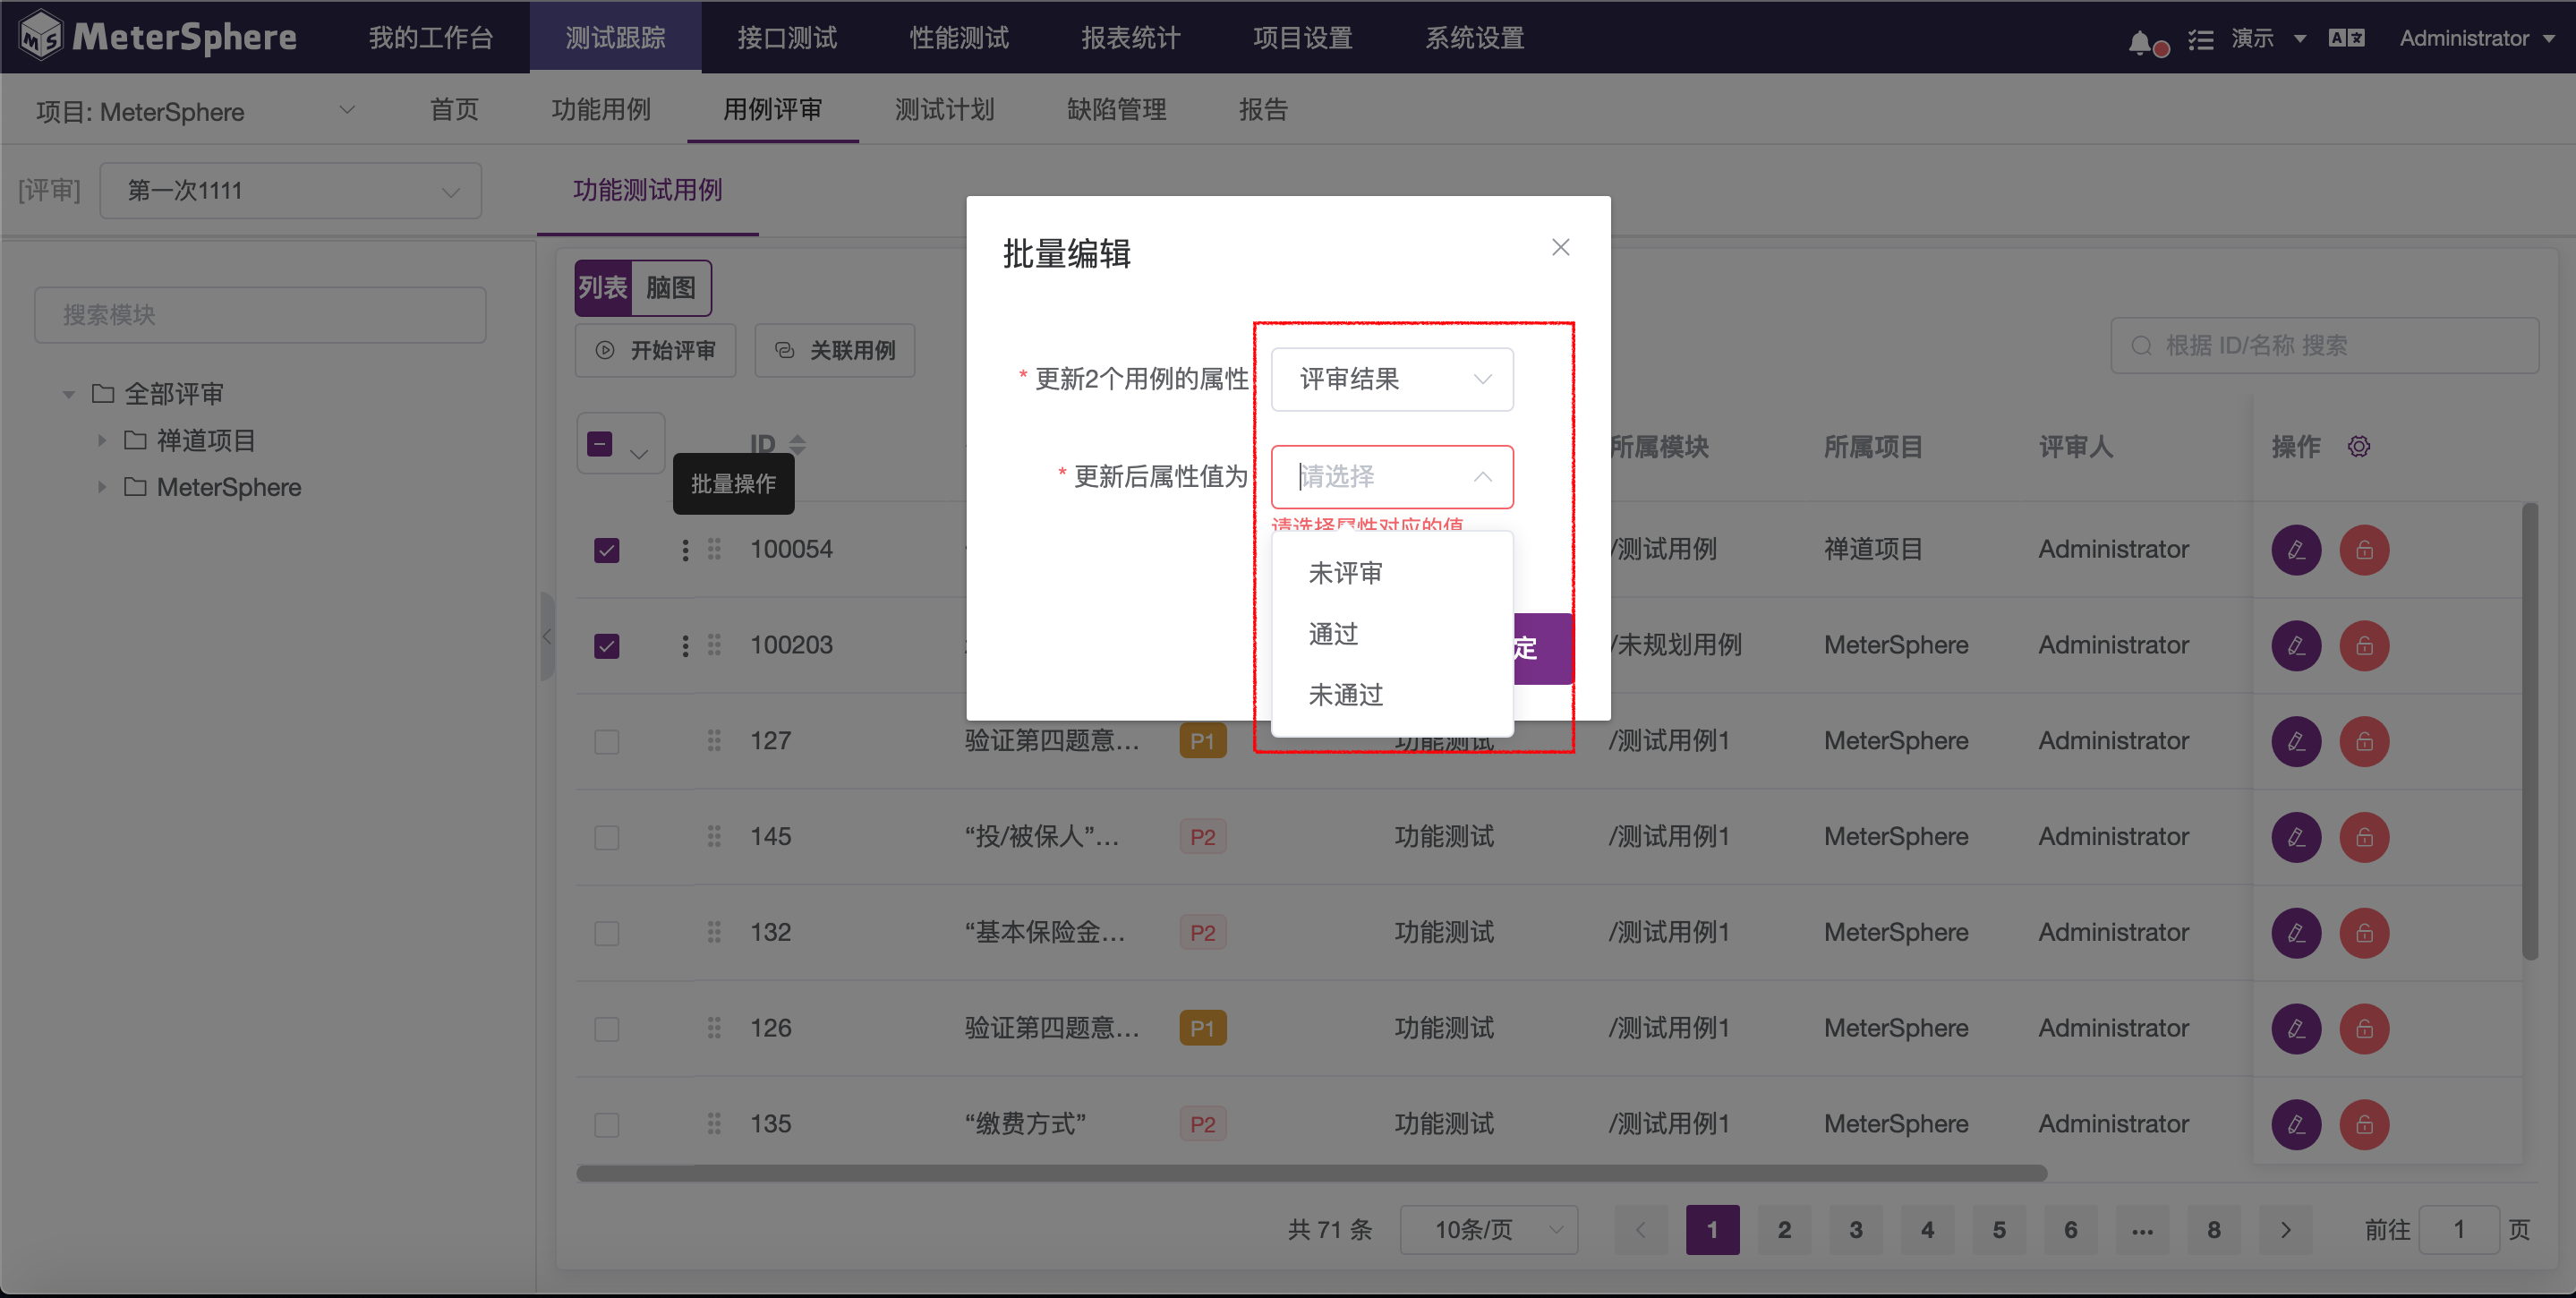 MeterSphere 我的工作台 测试跟踪 接口测试 性能测试 报表统计 项目设置 系统设置 演示 Administrator
项目: MeterSphere 首页 功能用例 用例评审 测试计划 缺陷管理 报告
[评审] 第一次1111 功能测试用例
搜索模块
全部评审
禅道项目
MeterSphere
列表 脑图
开始评审 关联用例
根据 ID/名称 搜索
ID 所属模块 所属项目 评审人 操作
批量操作
批量编辑
* 更新2个用例的属性 评审结果
* 更新后属性值为 请选择
请选择属性对应的值
未评审
通过
未通过
定
100054 /测试用例 禅道项目 Administrator
100203 /未规划用例 MeterSphere Administrator
127 验证第四题意... P1 功能测试 /测试用例1 MeterSphere Administrator
145 “投/被保人”... P2 功能测试 /测试用例1 MeterSphere Administrator
132 “基本保险金... P2 功能测试 /测试用例1 MeterSphere Administrator
126 验证第四题意... P1 功能测试 /测试用例1 MeterSphere Administrator
135 “缴费方式” P2 功能测试 /测试用例1 MeterSphere Administrator
共 71 条 10条/页 1 2 3 4 5 6 ... 8 前往 1 页